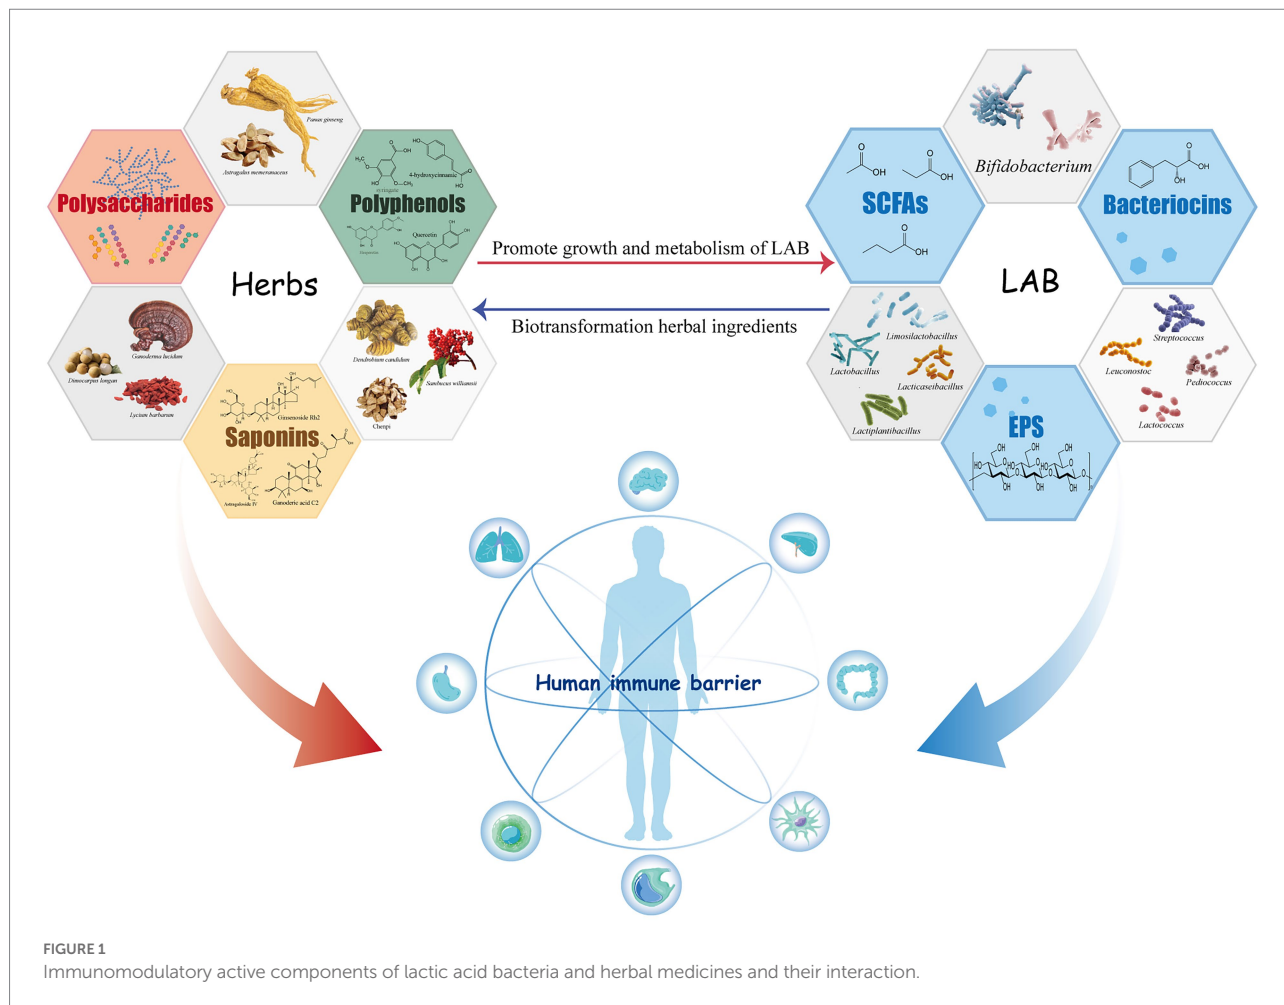 Panax ginseng
Astragalus memeranaceus
Polysaccharides
Polyphenols
syringate
4-hydroxycinnamic
Quercetin
Herbs
Ganoderma lucidum
Dimocarpus longan
Lycium barbarum
Dendrobium candidum
Sambucus williamsii
Chenpi
Saponins
Ginsenoside Rh2
Astragaloside IV
Ganoderic acid C2
Promote growth and metabolism of LAB
Biotransformation herbal ingredients
Bifidobacterium
SCFAs
Bacteriocins
LAB
Limosilactobacillus
Lactobacillus
Lacticaseibacillus
Lactiplantibacillus
Streptococcus
Leuconostoc
Pediococcus
Lactococcus
EPS
Human immune barrier
FIGURE 1
Immunomodulatory active components of lactic acid bacteria and herbal medicines and their interaction.